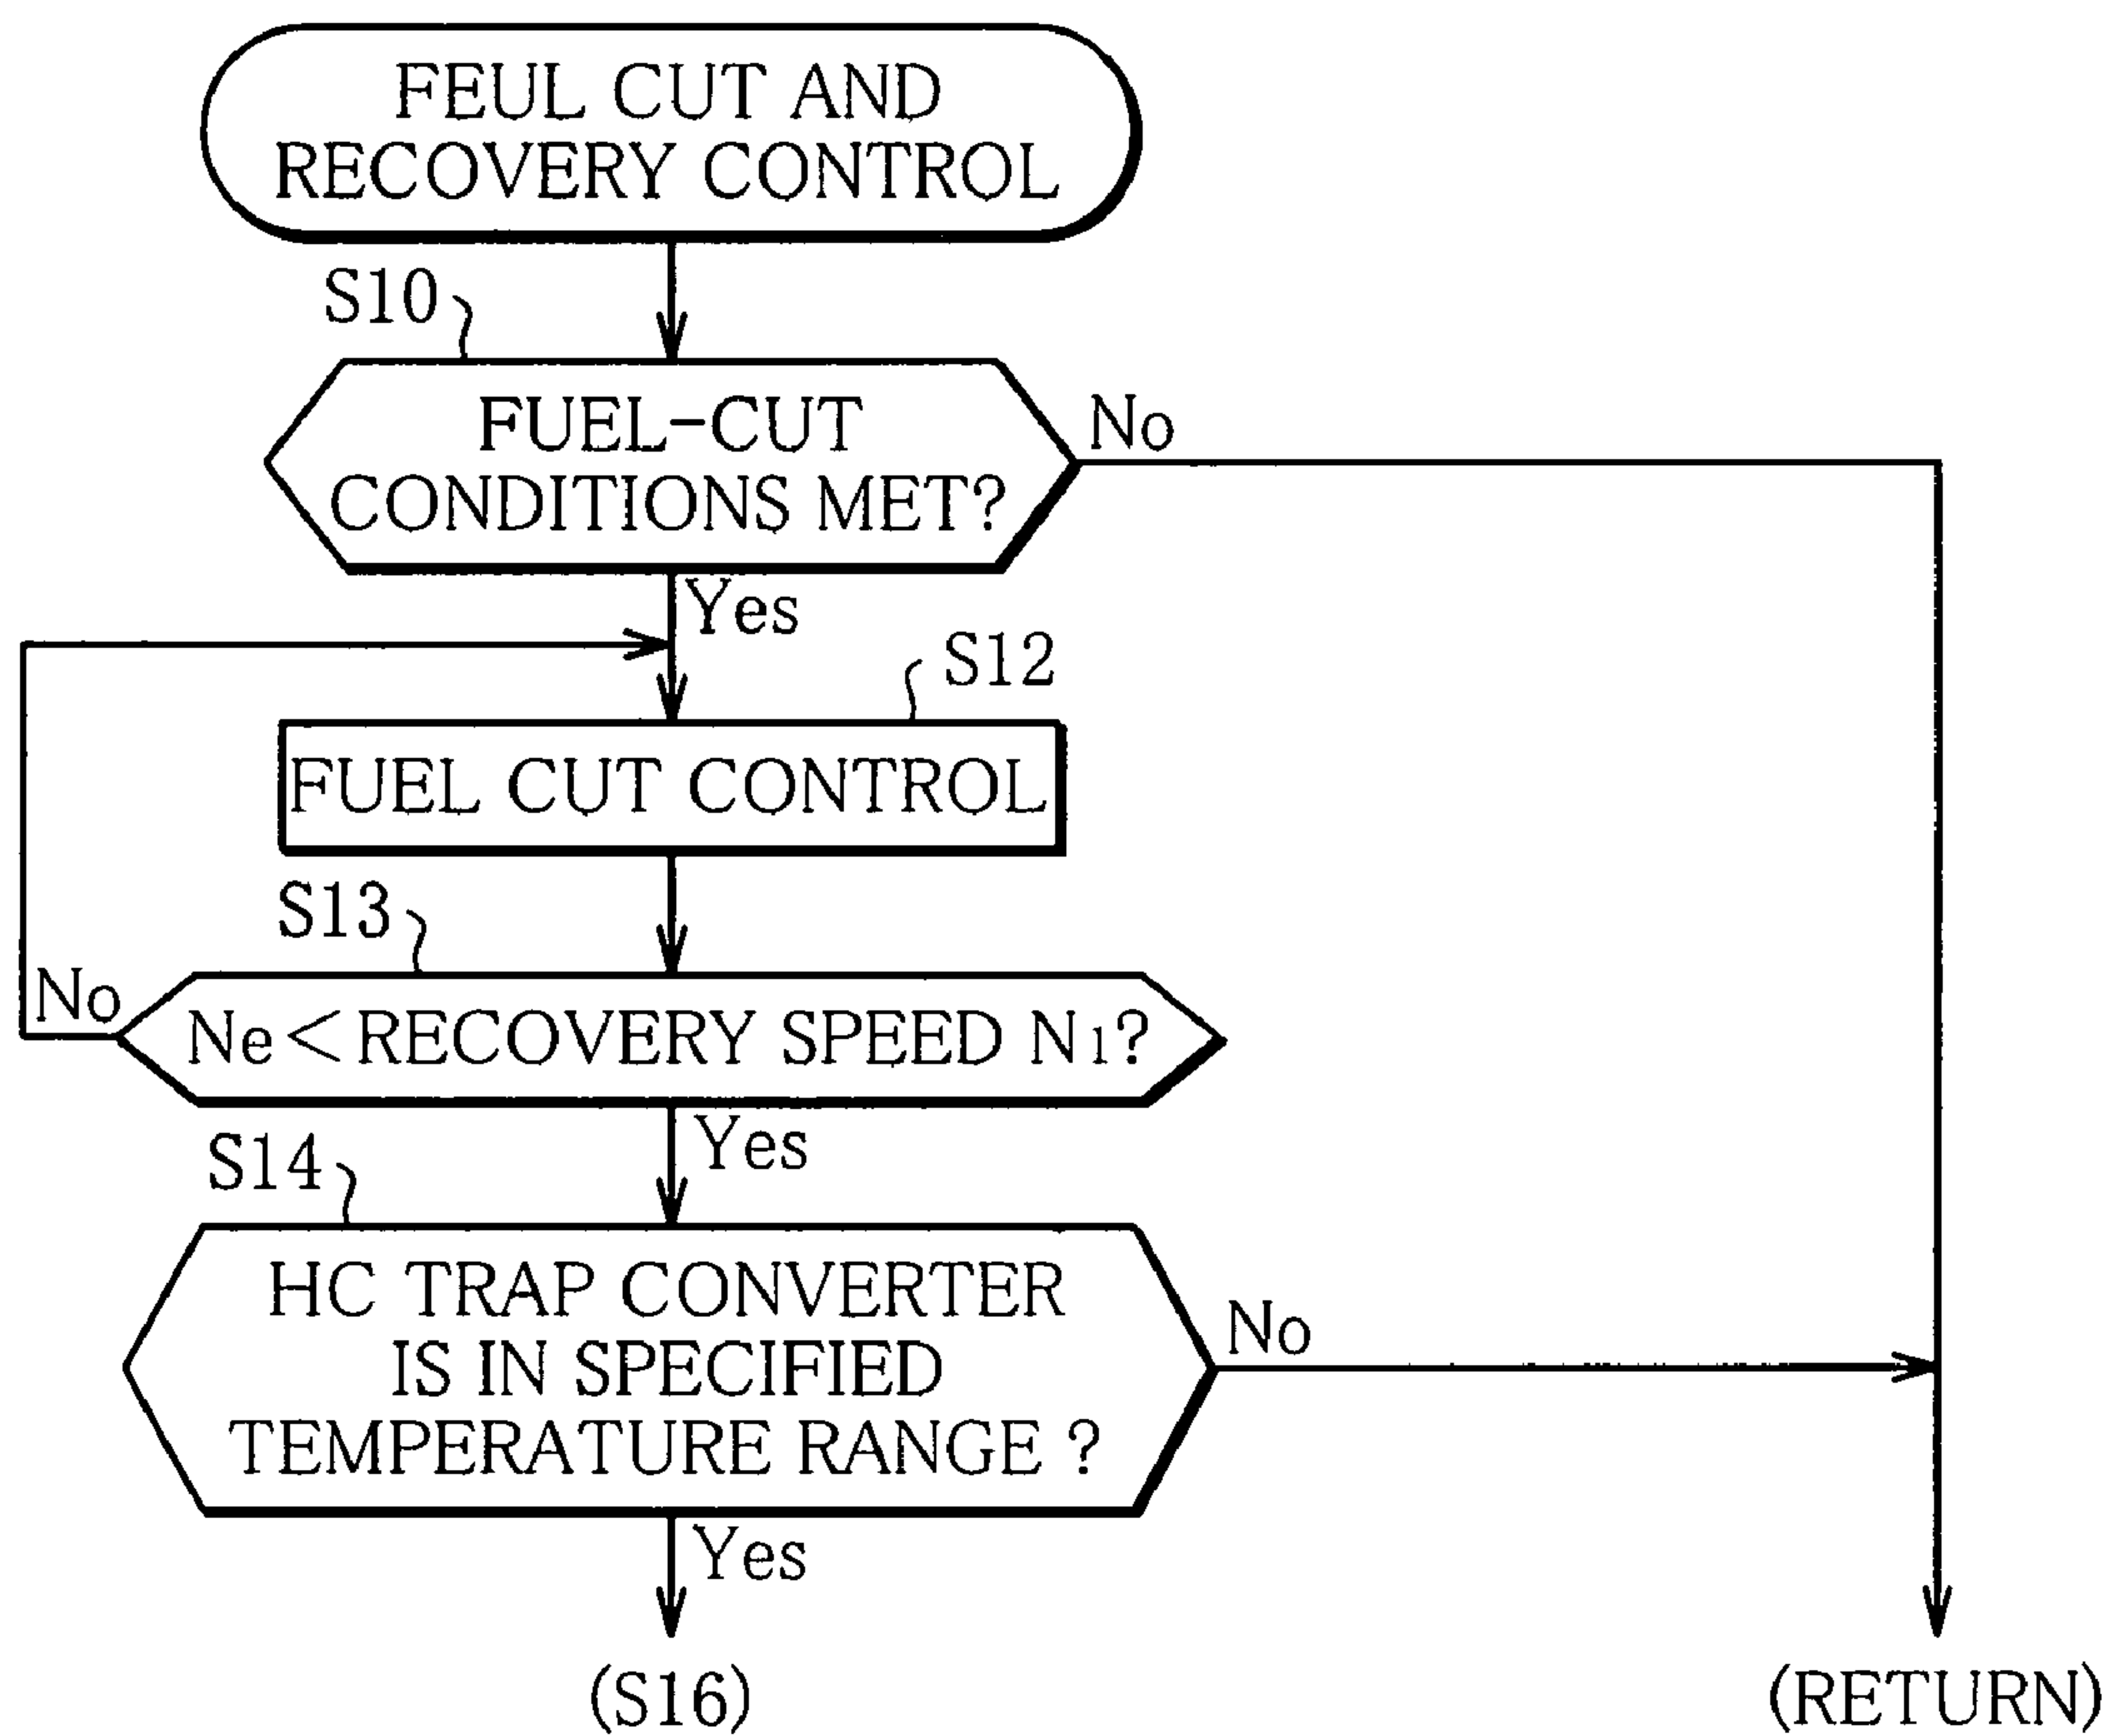 FEUL CUT AND
RECOVERY CONTROL
S10
FUEL-CUT
CONDITIONS MET?
No
Yes
S12
FUEL CUT CONTROL
S13
No
Ne<RECOVERY SPEED N1?
Yes
S14
HC TRAP CONVERTER
IS IN SPECIFIED
TEMPERATURE RANGE ?
No
Yes
(S16)
(RETURN)